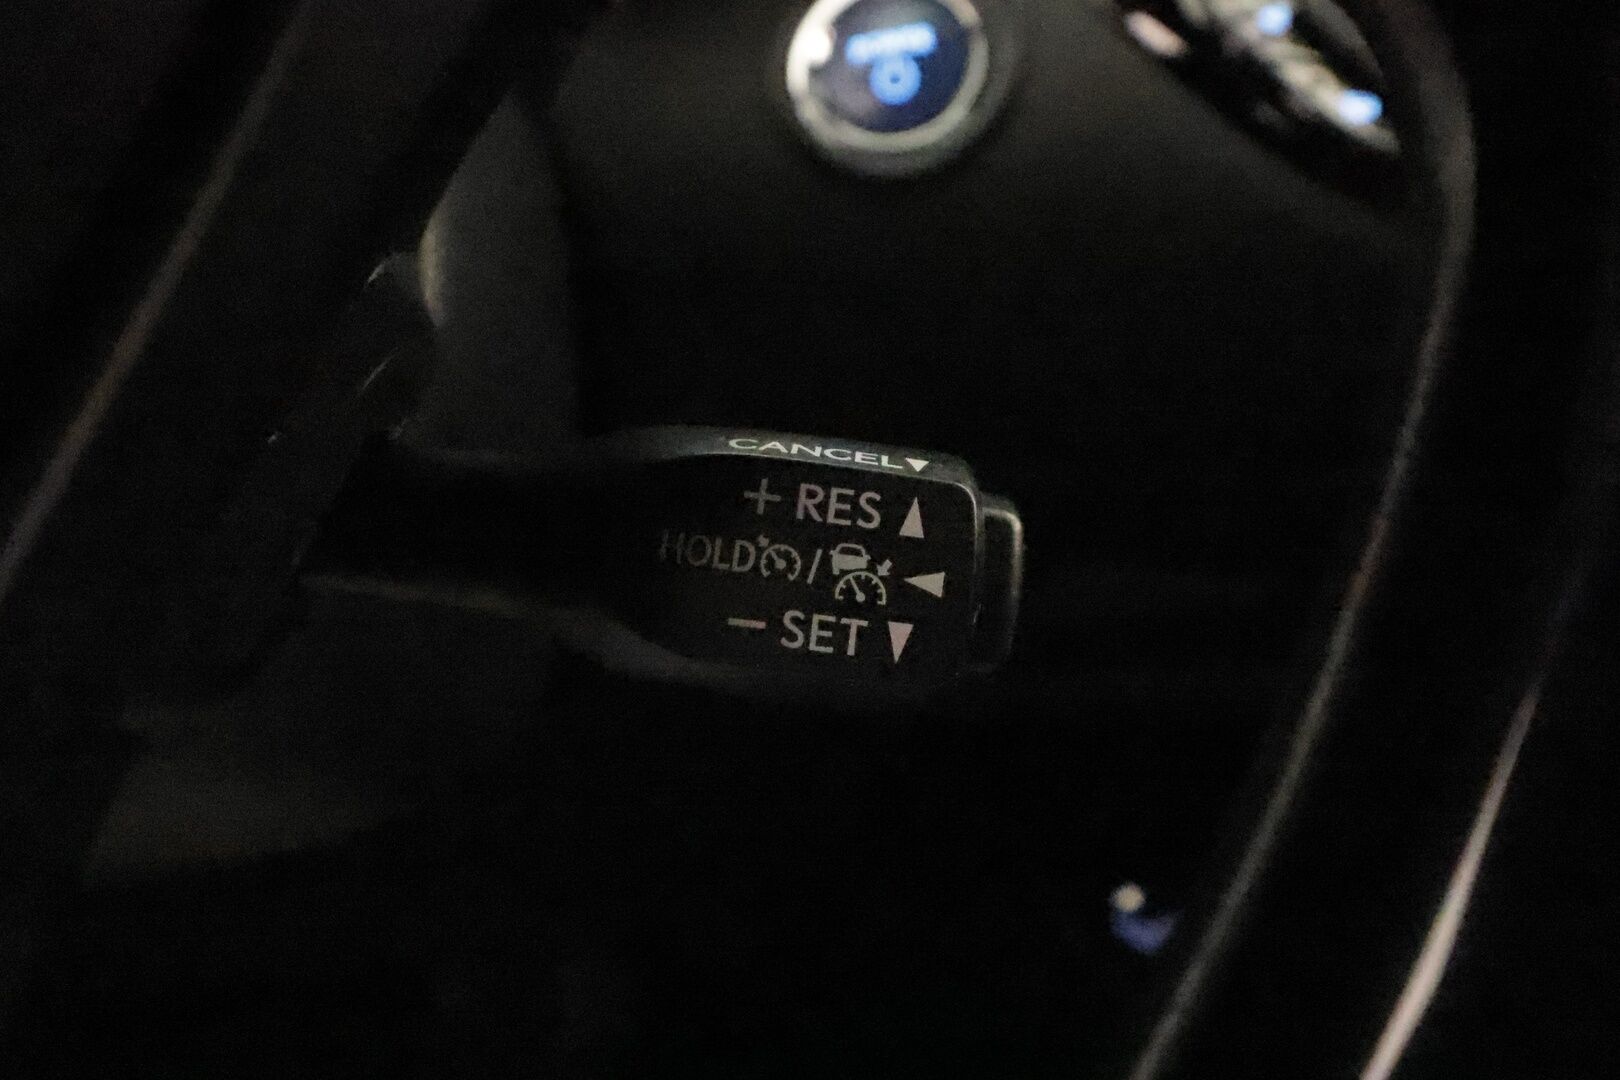 CANCEL▼
+ RES ▲
HOLD / ◄
− SET ▼